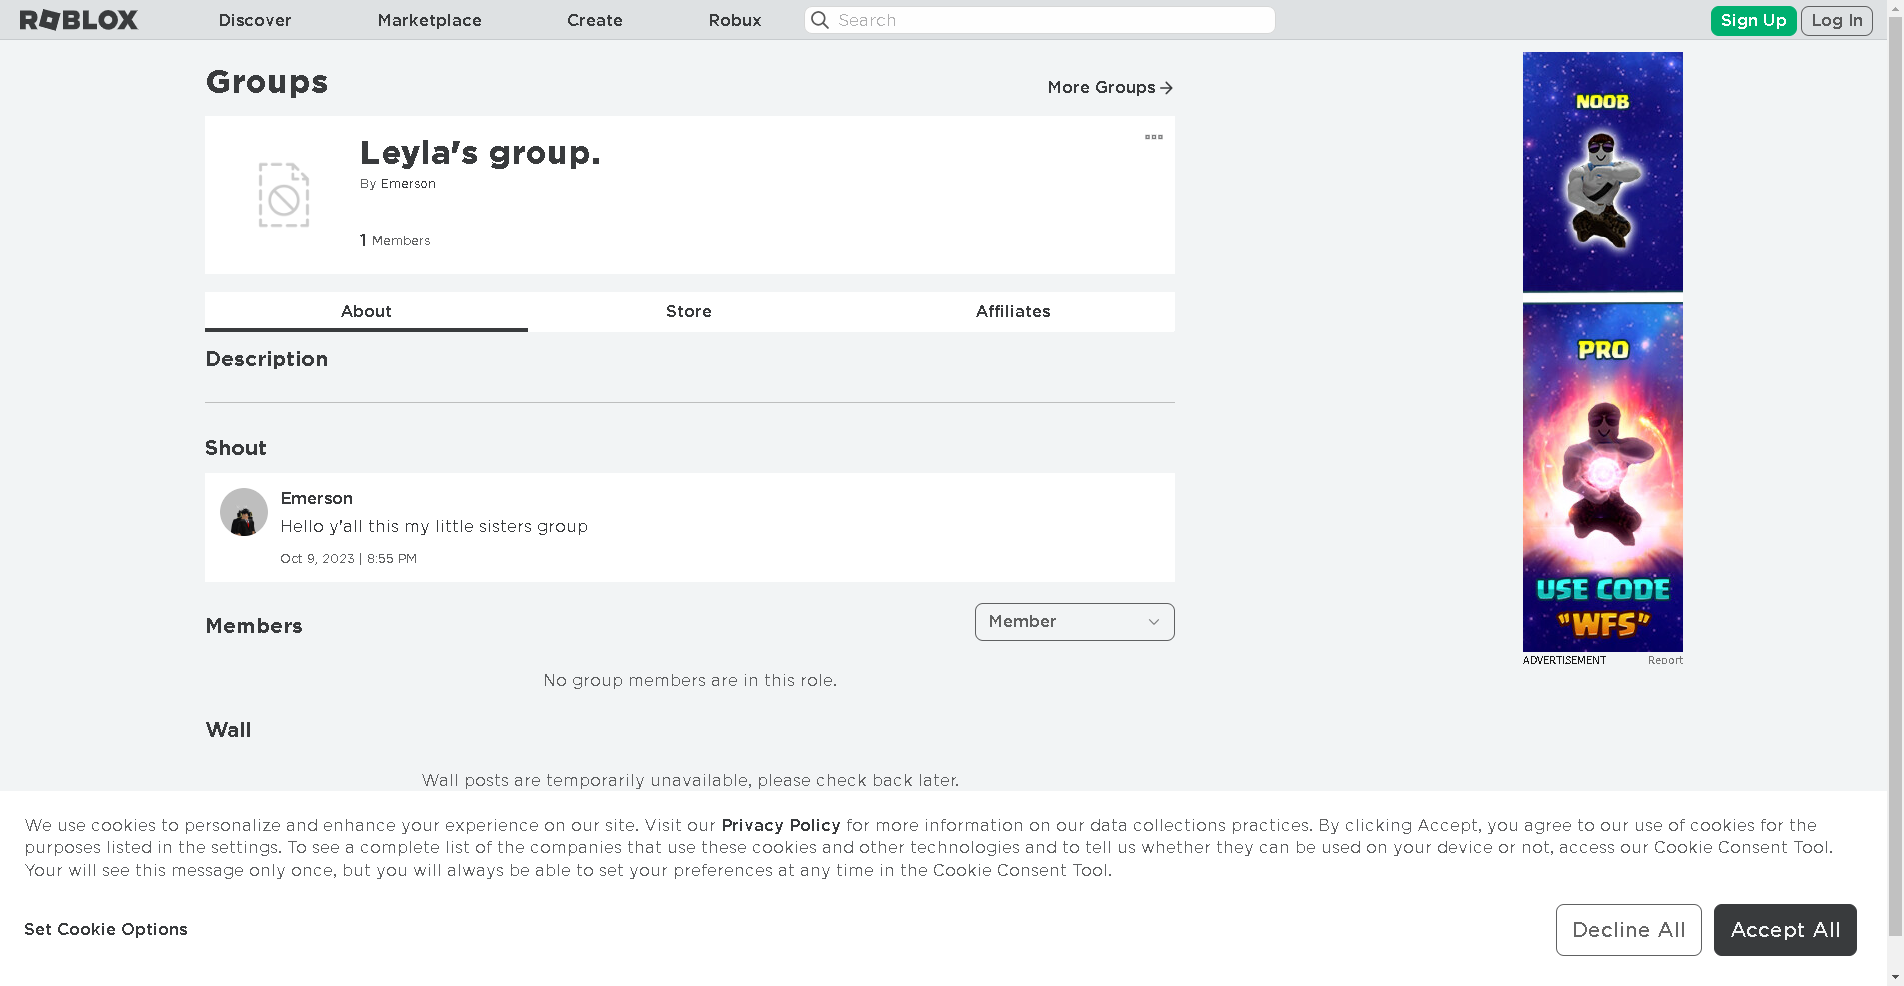 ROBLOX Discover Marketplace Create Robux Search Sign Up Log In
Groups
More Groups
Leyla's group.
By Emerson
1 Members
About Store Affiliates
Description
Shout
Emerson
Hello y'all this my little sisters group
Oct 9, 2023 | 8:55 PM
Members
Member
No group members are in this role.
Wall
Wall posts are temporarily unavailable, please check back later.
NOOB
PRO
USE CODE
"WFS"
ADVERTISEMENT Report
We use cookies to personalize and enhance your experience on our site. Visit our Privacy Policy for more information on our data collections practices. By clicking Accept, you agree to our use of cookies for the
purposes listed in the settings. To see a complete list of the companies that use these cookies and other technologies and to tell us whether they can be used on your device or not, access our Cookie Consent Tool.
Your will see this message only once, but you will always be able to set your preferences at any time in the Cookie Consent Tool.
Set Cookie Options
Decline All Accept All